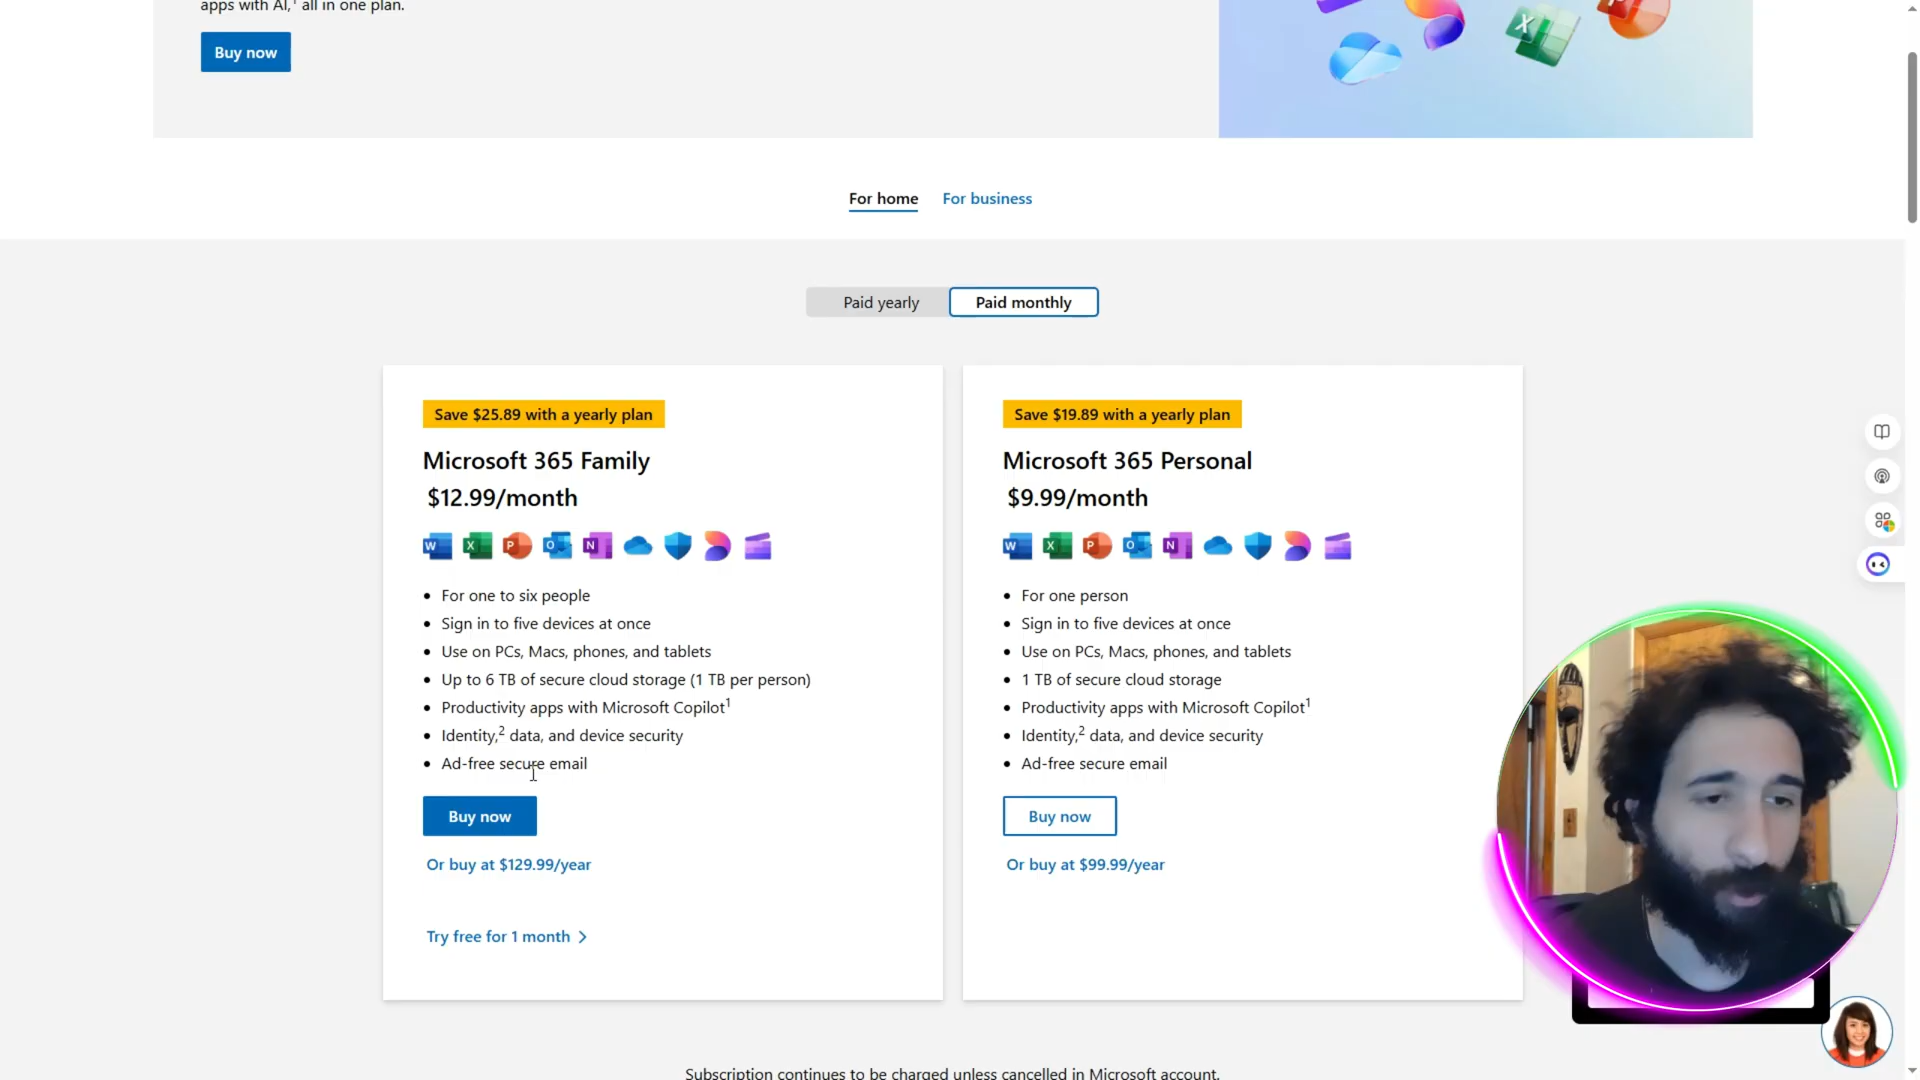 apps with AI,¹ all in one plan.
Buy now
For home
For business
Paid yearly
Paid monthly
Save $25.89 with a yearly plan
Microsoft 365 Family
$12.99/month
• For one to six people
• Sign in to five devices at once
• Use on PCs, Macs, phones, and tablets
• Up to 6 TB of secure cloud storage (1 TB per person)
• Productivity apps with Microsoft Copilot¹
• Identity,² data, and device security
• Ad-free secure email
Buy now
Or buy at $129.99/year
Try free for 1 month
Save $19.89 with a yearly plan
Microsoft 365 Personal
$9.99/month
• For one person
• Sign in to five devices at once
• Use on PCs, Macs, phones, and tablets
• 1 TB of secure cloud storage
• Productivity apps with Microsoft Copilot¹
• Identity,² data, and device security
• Ad-free secure email
Buy now
Or buy at $99.99/year
Subscription continues to be charged unless cancelled in Microsoft account.